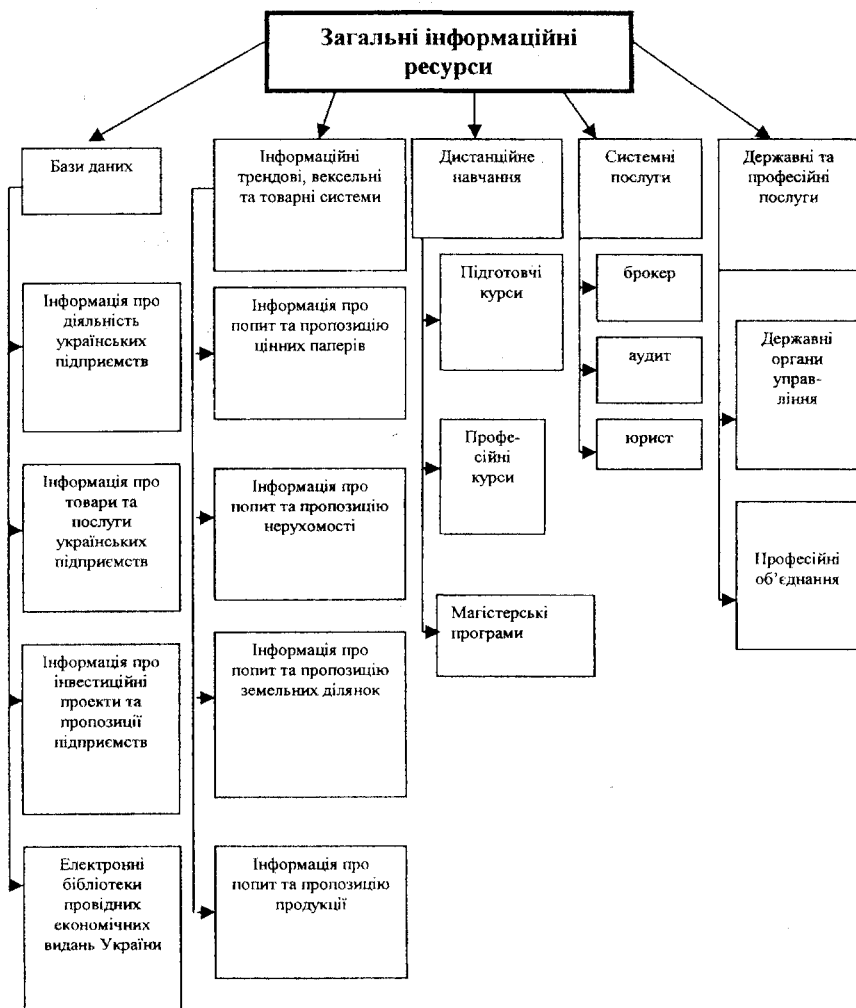 Загальні інформаційні
ресурси
Бази даних
Інформаційні
трендові, вексельні
та товарні системи
Дистанційне
навчання
Системні
послуги
Державні та
професійні
послуги
Інформація про
діяльність
українських
підприємств
Інформація про
товари та
послуги
українських
підприємств
Інформація про
інвестиційні
проекти та
пропозиції
підприємств
Електронні
бібліотеки
провідних
економічних
видань України
Інформація про
попит та пропозицію
цінних паперів
Інформація про
попит та пропозицію
нерухомості
Інформація про
попит та пропозицію
земельних ділянок
Інформація про
попит та пропозицію
продукції
Підготовчі
курси
Профе-
сійні
курси
Магістерські
програми
брокер
аудит
юрист
Державні
органи
управ-
ління
Професійні
об’єднання